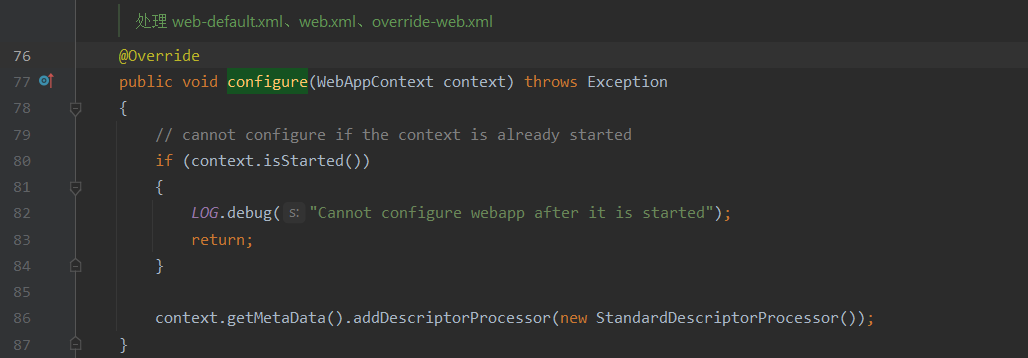 处理 web-default.xml、web.xml、override-web.xml
76 @Override
77 public void configure(WebAppContext context) throws Exception
78 {
79 // cannot configure if the context is already started
80 if (context.isStarted())
81 {
82 LOG.debug( s: "Cannot configure webapp after it is started");
83 return;
84 }
85
86 context.getMetaData().addDescriptorProcessor(new StandardDescriptorProcessor());
87 }